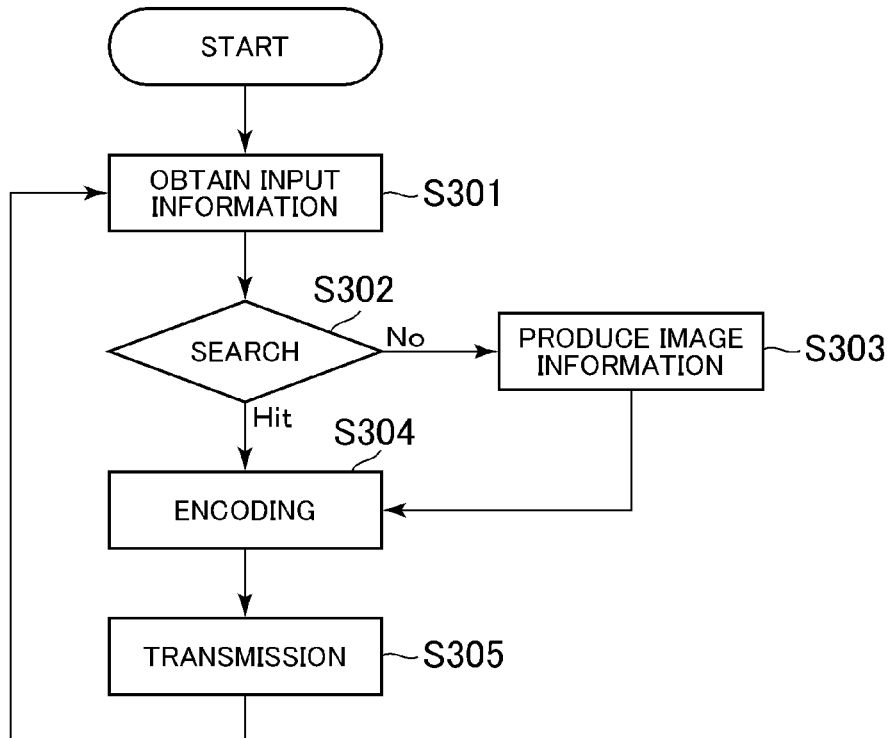 START
OBTAIN INPUT
INFORMATION
S301
S302
SEARCH
No
PRODUCE IMAGE
INFORMATION
S303
Hit
S304
ENCODING
TRANSMISSION
S305